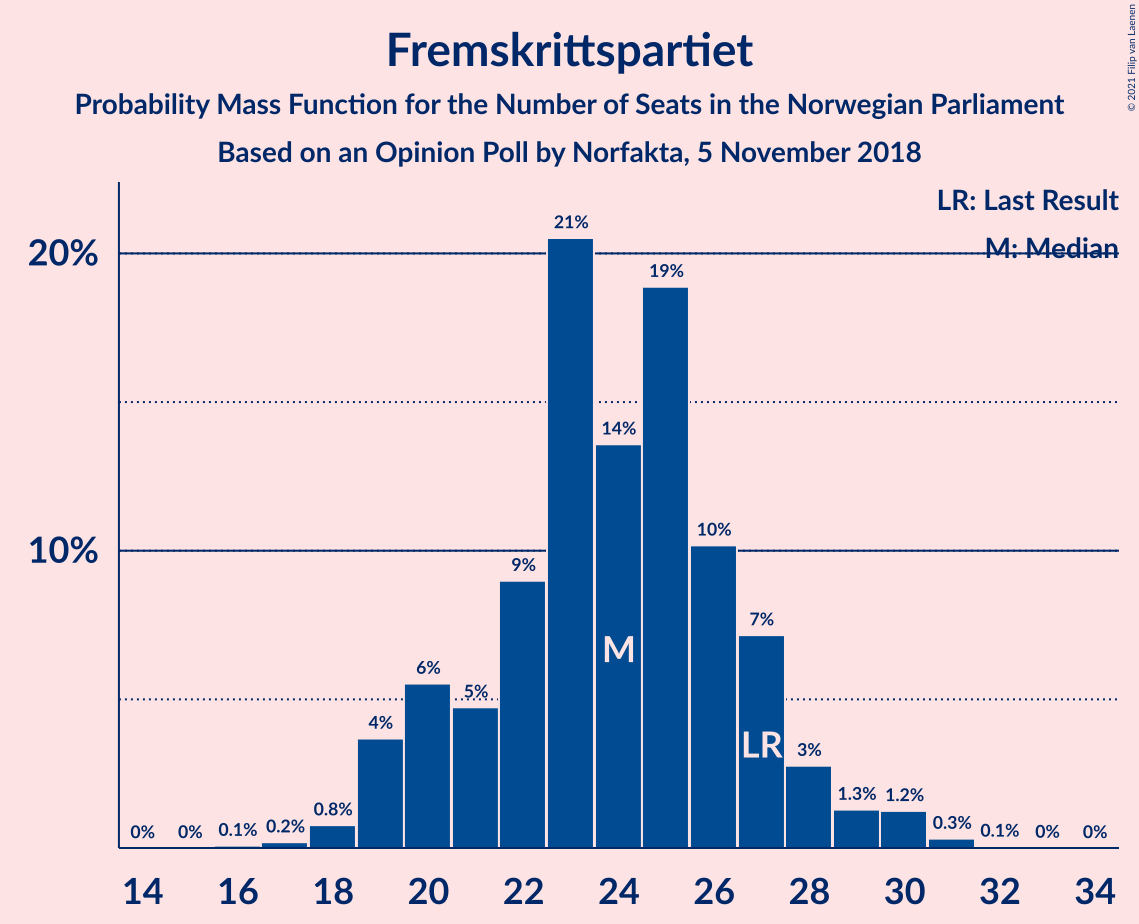 Fremskrittspartiet
Probability Mass Function for the Number of Seats in the Norwegian Parliament
Based on an Opinion Poll by Norfakta, 5 November 2018
© 2021 Filip van Laenen
LR: Last Result
M: Median
20%
10%
0% 0% 0.1% 0.2% 0.8% 4% 6% 5% 9% 21% 14% 19% 10% 7% 3% 1.3% 1.2% 0.3% 0.1% 0% 0%
M
LR
14 16 18 20 22 24 26 28 30 32 34